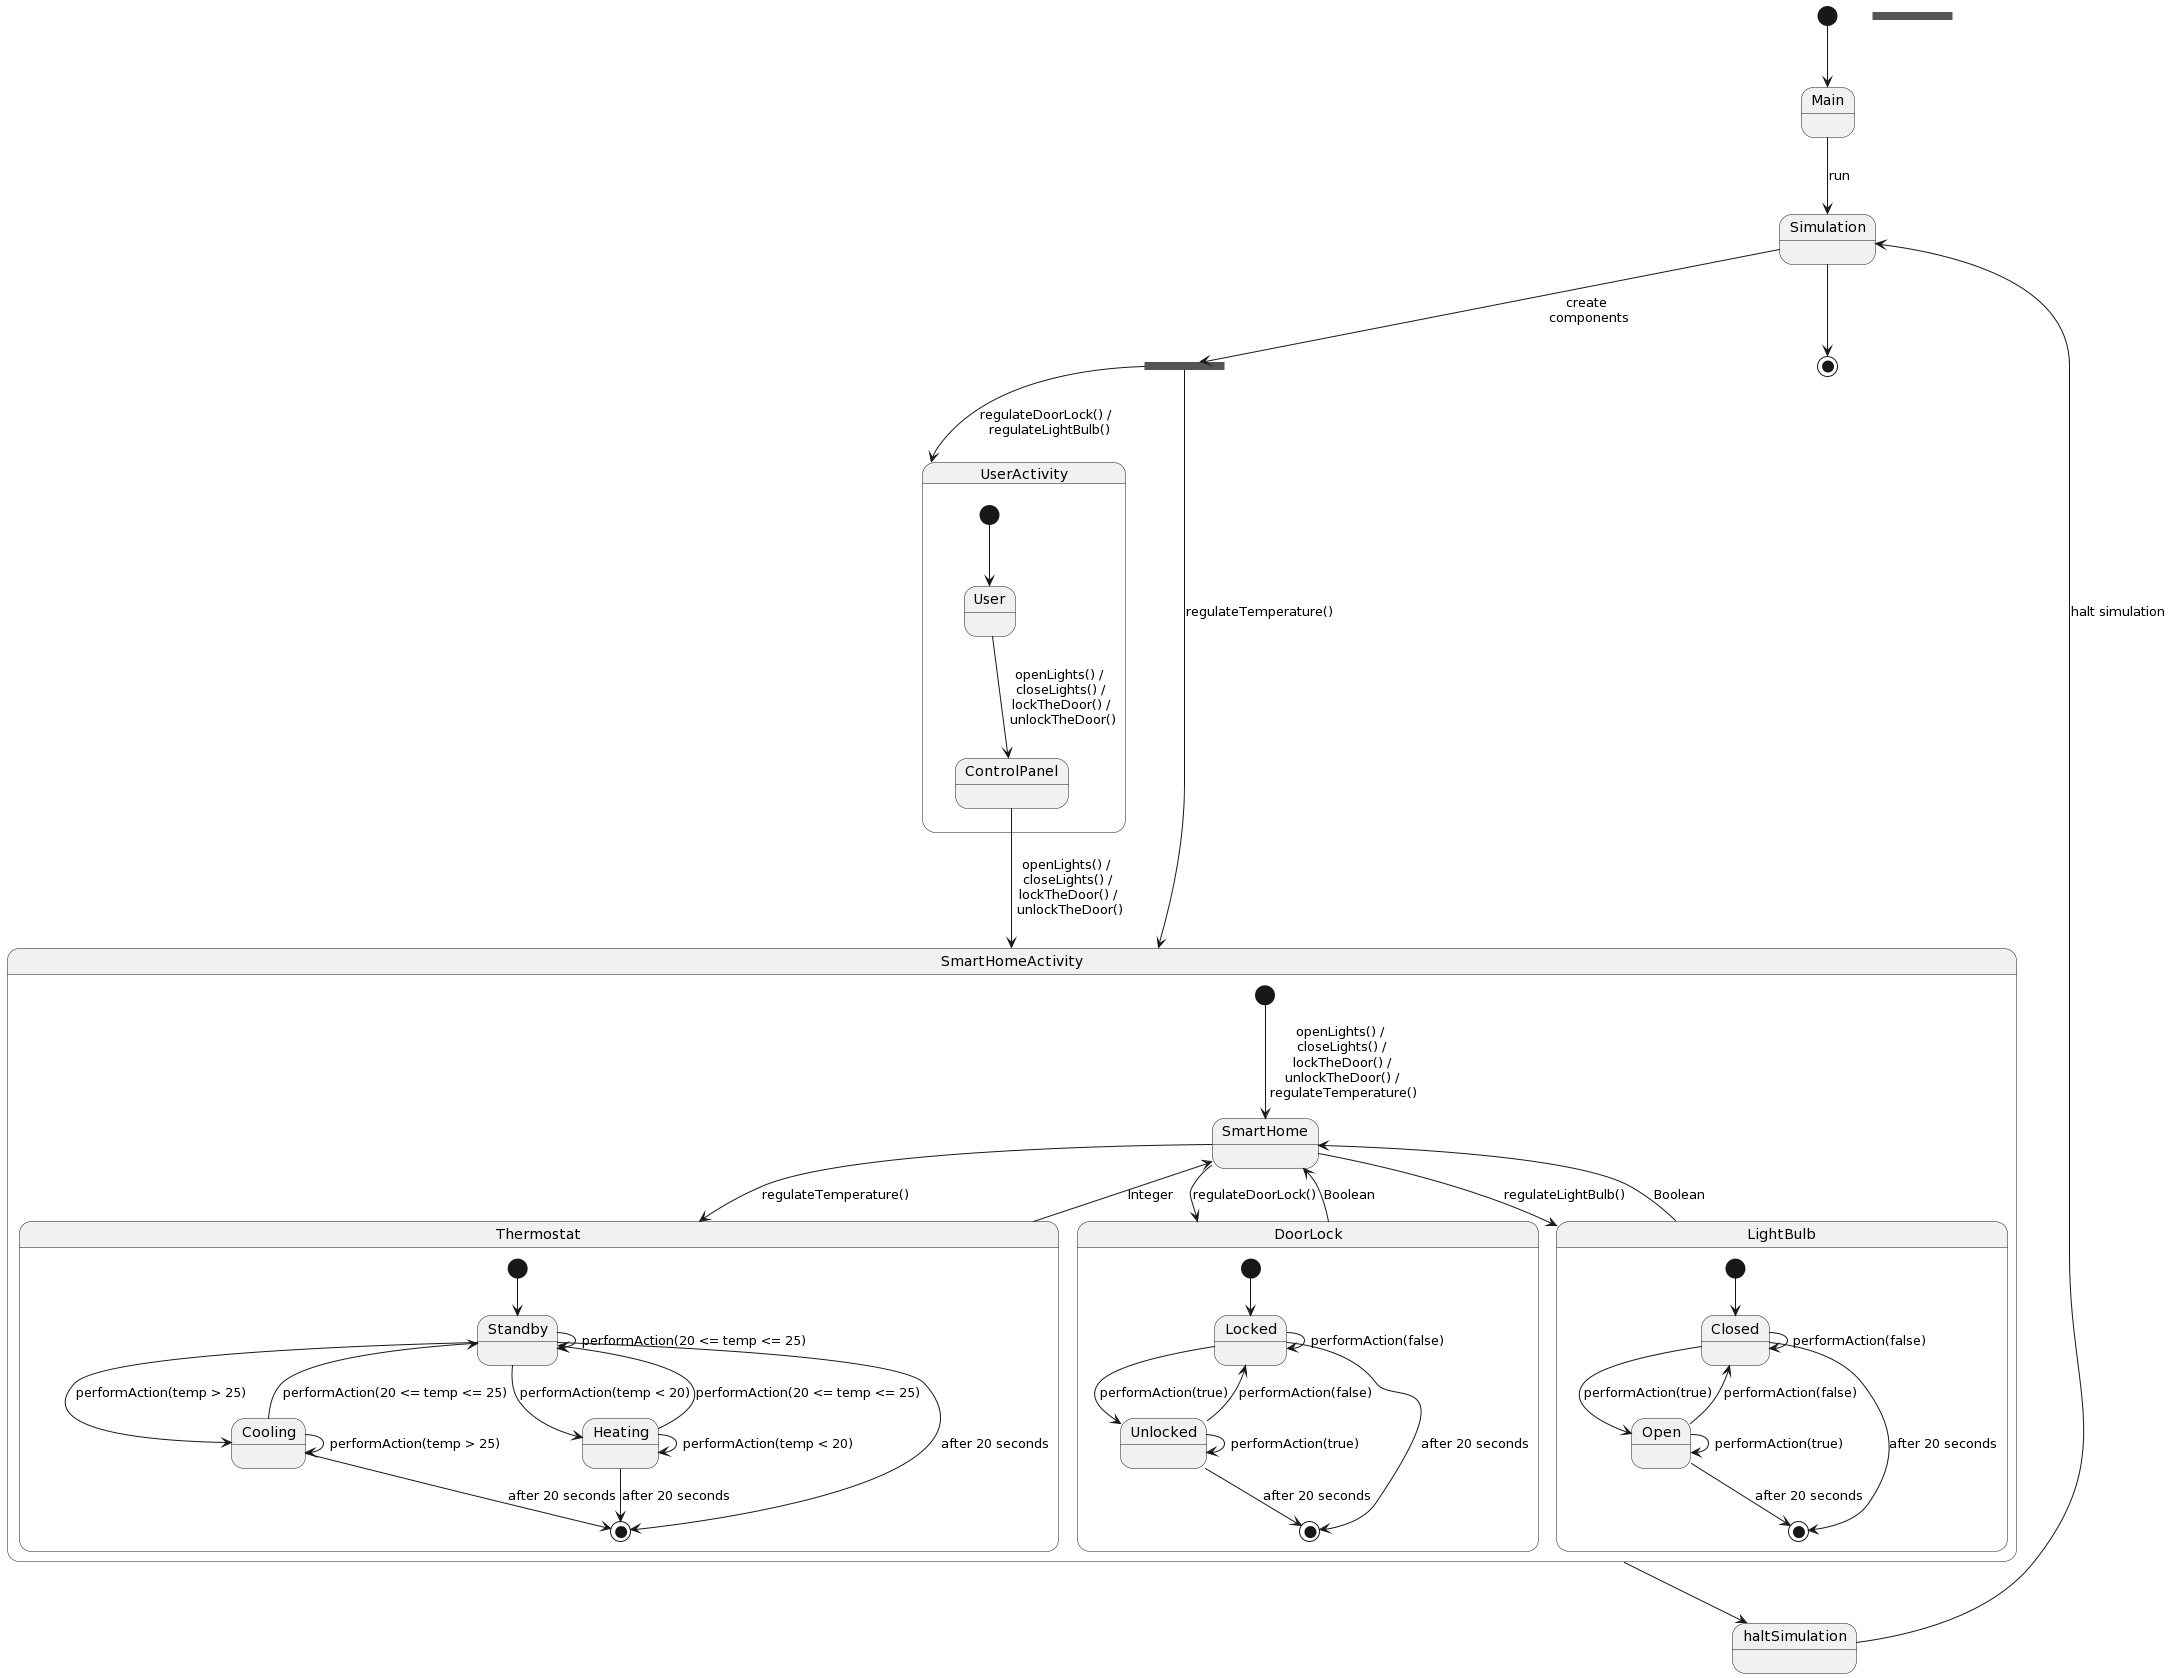 Main
run
Simulation
create
components
regulateDoorLock() /
regulateLightBulb()
UserActivity
User
regulateTemperature()
halt simulation
openLights() /
closeLights() /
lockTheDoor() /
unlockTheDoor()
ControlPanel
openLights() /
closeLights() /
lockTheDoor() /
unlockTheDoor()
SmartHomeActivity
openLights() /
closeLights() /
lockTheDoor() /
unlockTheDoor() /
regulateTemperature()
SmartHome
regulateTemperature()
Integer
regulateDoorLock()
Boolean
regulateLightBulb()
Boolean
Thermostat
Standby
performAction(20 <= temp <= 25)
performAction(temp > 25)
performAction(20 <= temp <= 25)
performAction(temp < 20)
performAction(20 <= temp <= 25)
Cooling
performAction(temp > 25)
Heating
performAction(temp < 20)
after 20 seconds
after 20 seconds
after 20 seconds
DoorLock
Locked
performAction(false)
performAction(true)
performAction(false)
Unlocked
performAction(true)
after 20 seconds
after 20 seconds
LightBulb
Closed
performAction(false)
performAction(true)
performAction(false)
Open
performAction(true)
after 20 seconds
after 20 seconds
haltSimulation